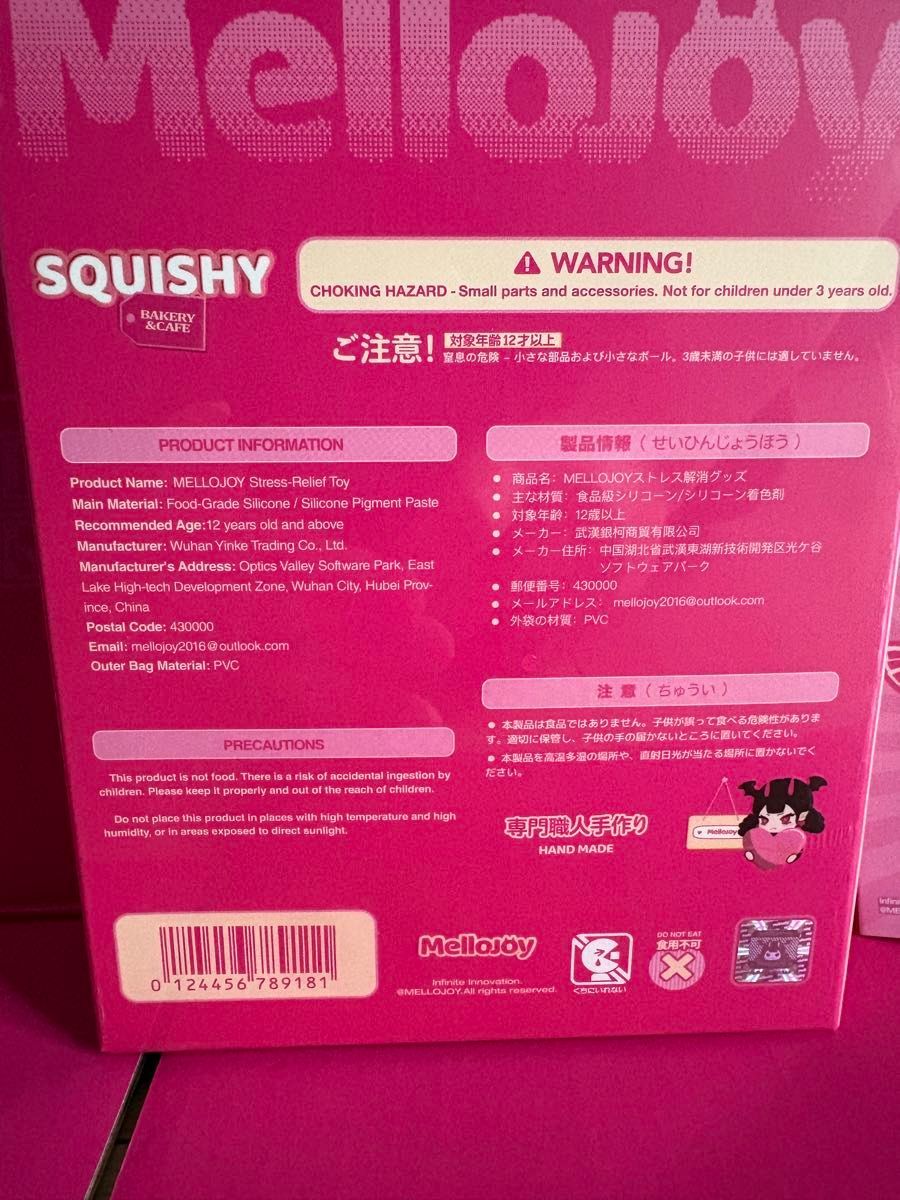 Mellojoy
SQUISHY
BAKERY
&CAFE
WARNING!
CHOKING HAZARD - Small parts and accessories. Not for children under 3 years old.
ご注意!
対象年齢12才以上
窒息の危険 – 小さな部品および小さなボール。3歳未満の子供には適していません。
PRODUCT INFORMATION
Product Name: MELLOJOY Stress-Relief Toy
Main Material: Food-Grade Silicone / Silicone Pigment Paste
Recommended Age:12 years old and above
Manufacturer: Wuhan Yinke Trading Co., Ltd.
Manufacturer's Address: Optics Valley Software Park, East
Lake High-tech Development Zone, Wuhan City, Hubei Prov-
ince, China
Postal Code: 430000
Email: mellojoy2016@outlook.com
Outer Bag Material: PVC
製品情報 ( せいひんじょうほう )
● 商品名: MELLOJOYストレス解消グッズ
● 主な材質: 食品級シリコーン/シリコーン着色剤
● 対象年齢: 12歳以上
● メーカー: 武漢銀柯商貿有限公司
● メーカー住所: 中国湖北省武漢東湖新技術開発区光ケ谷
ソフトウェアパーク
● 郵便番号: 430000
● メールアドレス: mellojoy2016@outlook.com
● 外袋の材質: PVC
PRECAUTIONS
This product is not food. There is a risk of accidental ingestion by
children. Please keep it properly and out of the reach of children.
Do not place this product in places with high temperature and high
humidity, or in areas exposed to direct sunlight.
注 意 ( ちゅうい )
● 本製品は食品ではありません。子供が誤って食べる危険性がありま
す。適切に保管し、子供の手の届かないところに置いてください。
● 本製品を高温多湿の場所や、直射日光が当たる場所に置かないでく
ださい。
専門職人手作り
HAND MADE
Mellojoy
0 124456 789181
Mellojoy
Infinite Innovation.
@MELLOJOY.All rights reserved.
くちにいれない
DO NOT EAT
食用不可